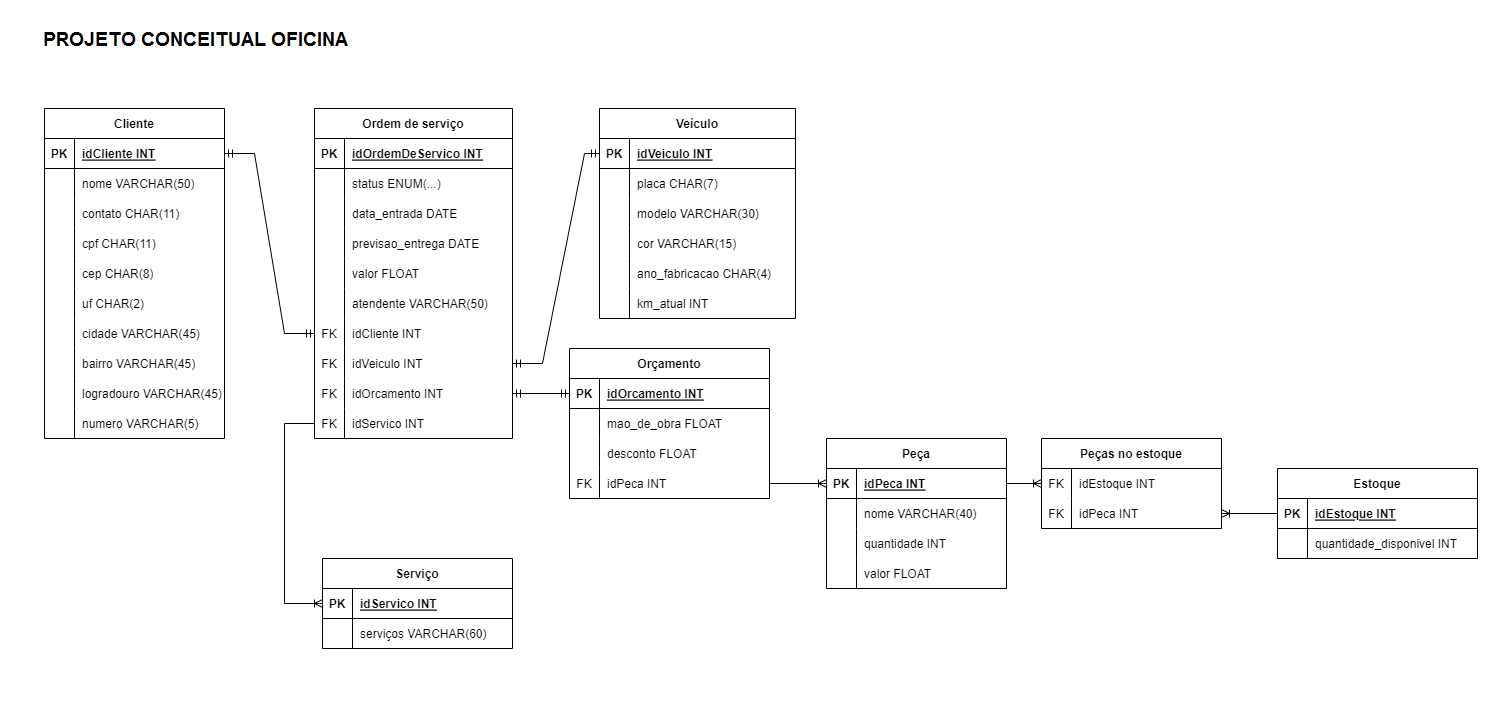 PROJETO CONCEITUAL OFICINA
Cliente
PK idCliente INT
nome VARCHAR(50)
contato CHAR(11)
cpf CHAR(11)
cep CHAR(8)
uf CHAR(2)
cidade VARCHAR(45)
bairro VARCHAR(45)
logradouro VARCHAR(45)
numero VARCHAR(5)
Ordem de serviço
PK idOrdemDeServico INT
status ENUM(...)
data_entrada DATE
previsao_entrega DATE
valor FLOAT
atendente VARCHAR(50)
FK idCliente INT
FK idVeiculo INT
FK idOrcamento INT
FK idServico INT
Veículo
PK idVeiculo INT
placa CHAR(7)
modelo VARCHAR(30)
cor VARCHAR(15)
ano_fabricacao CHAR(4)
km_atual INT
Orçamento
PK idOrcamento INT
mao_de_obra FLOAT
desconto FLOAT
FK idPeca INT
Peça
PK idPeca INT
nome VARCHAR(40)
quantidade INT
valor FLOAT
Peças no estoque
FK idEstoque INT
FK idPeca INT
Estoque
PK idEstoque INT
quantidade_disponivel INT
Serviço
PK idServico INT
serviços VARCHAR(60)